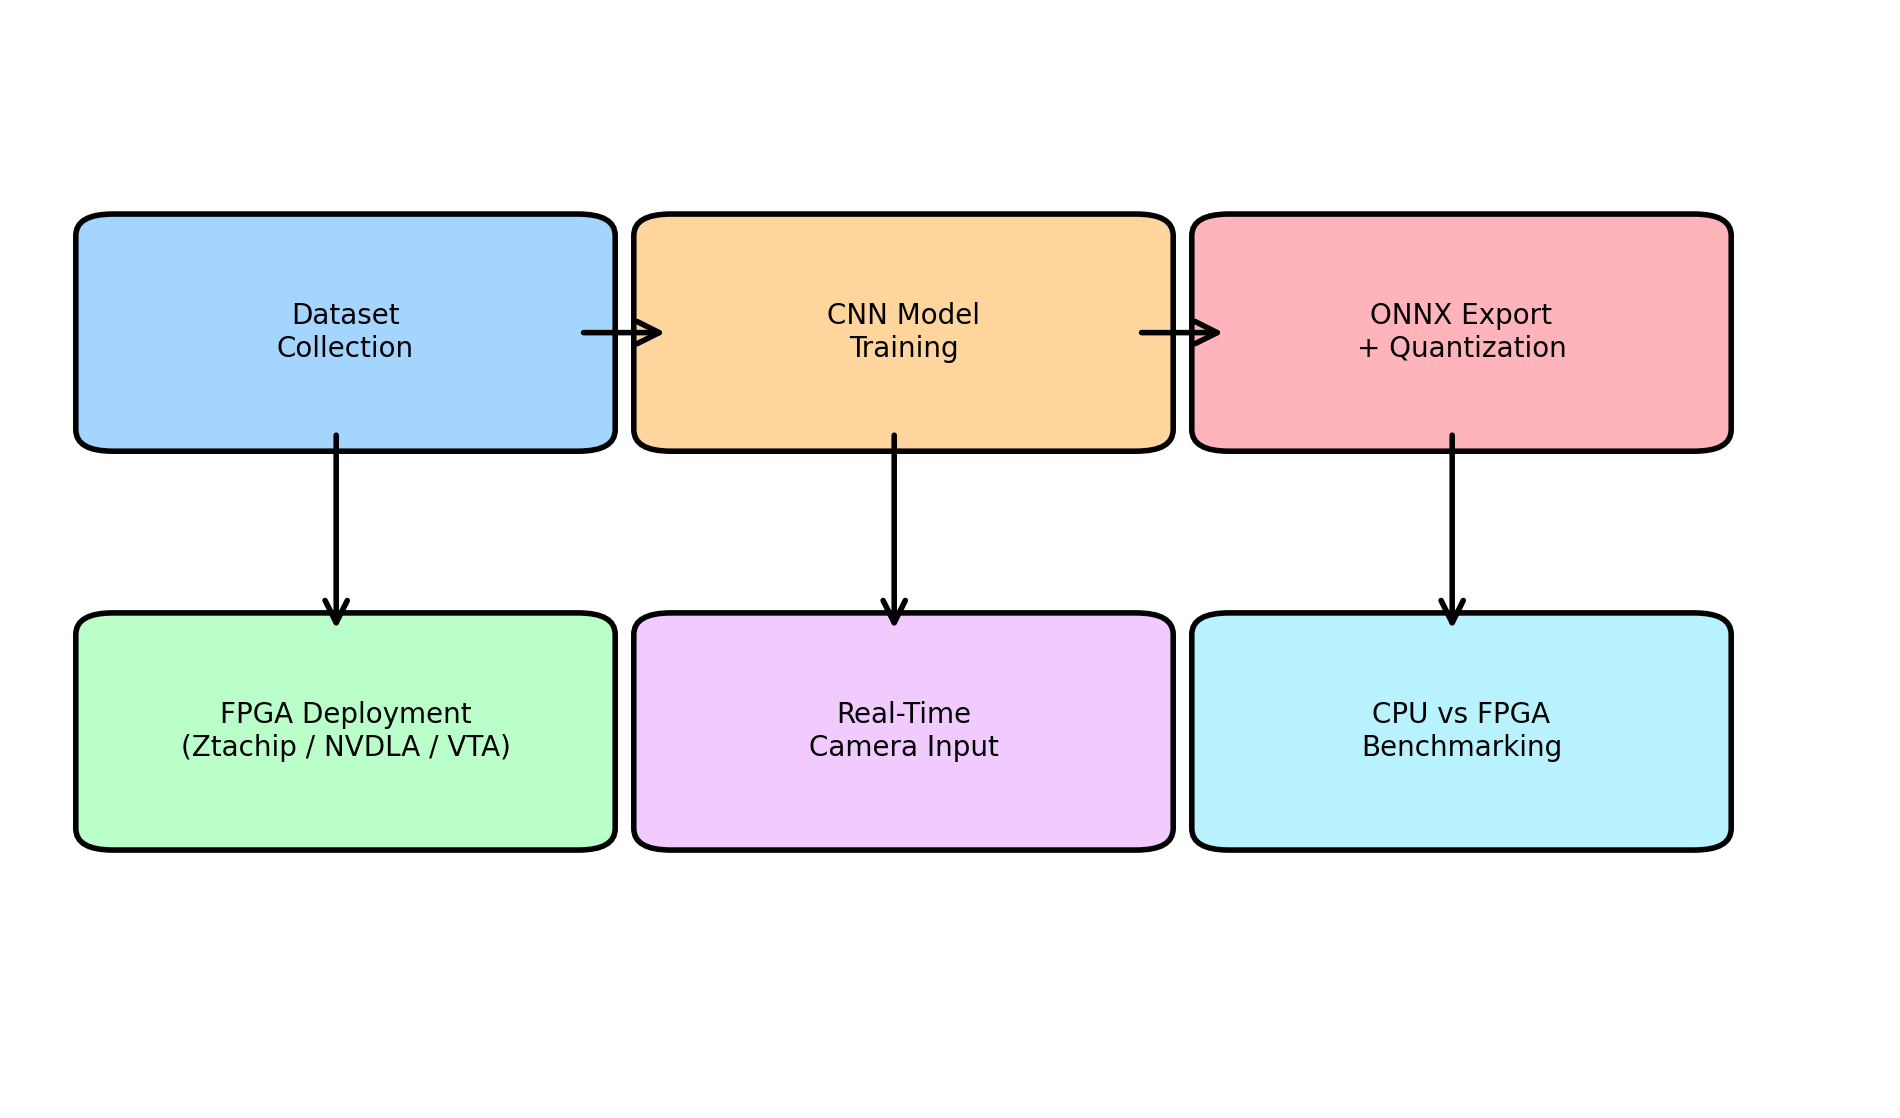 Dataset
Collection
CNN Model
Training
ONNX Export
+ Quantization
FPGA Deployment
(Ztachip / NVDLA / VTA)
Real-Time
Camera Input
CPU vs FPGA
Benchmarking